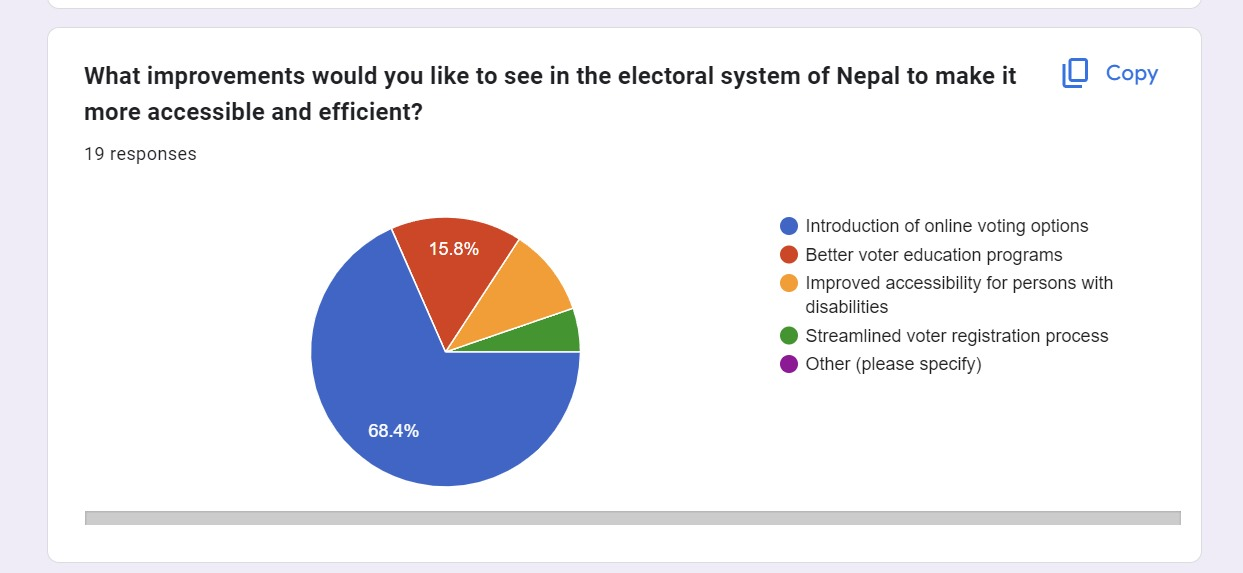 What improvements would you like to see in the electoral system of Nepal to make it
more accessible and efficient?
Copy
19 responses
15.8%
68.4%
Introduction of online voting options
Better voter education programs
Improved accessibility for persons with
disabilities
Streamlined voter registration process
Other (please specify)